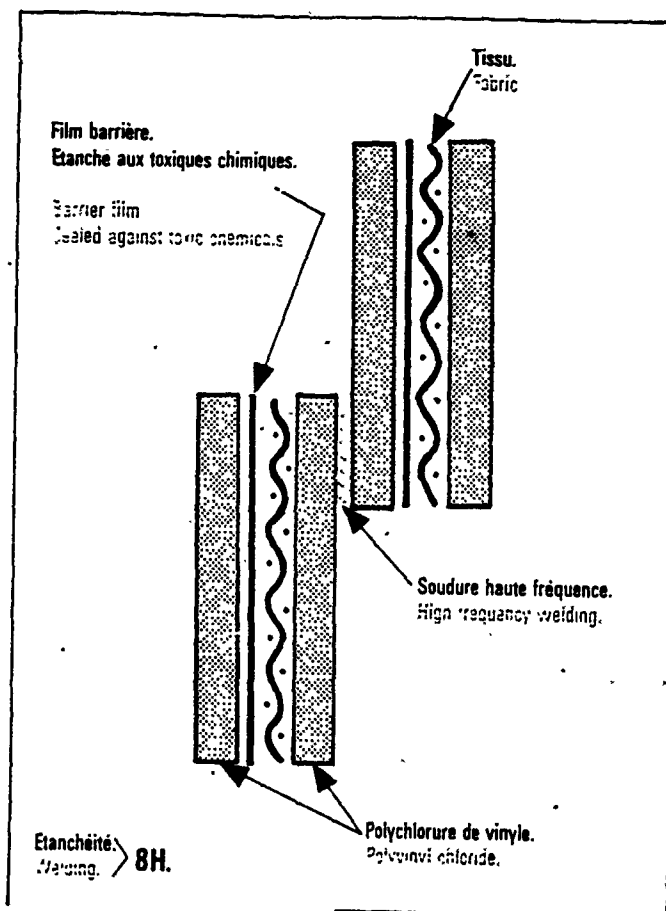 Tissu.
Fabric
Film barrière.
Etanche aux toxiques chimiques.
Barrier film
Sealed against toxic chemicals
Soudure haute fréquence.
High frequency welding.
Polychlorure de vinyle.
Polyvinyl chloride.
Etanchéité.
Welding.
8H.